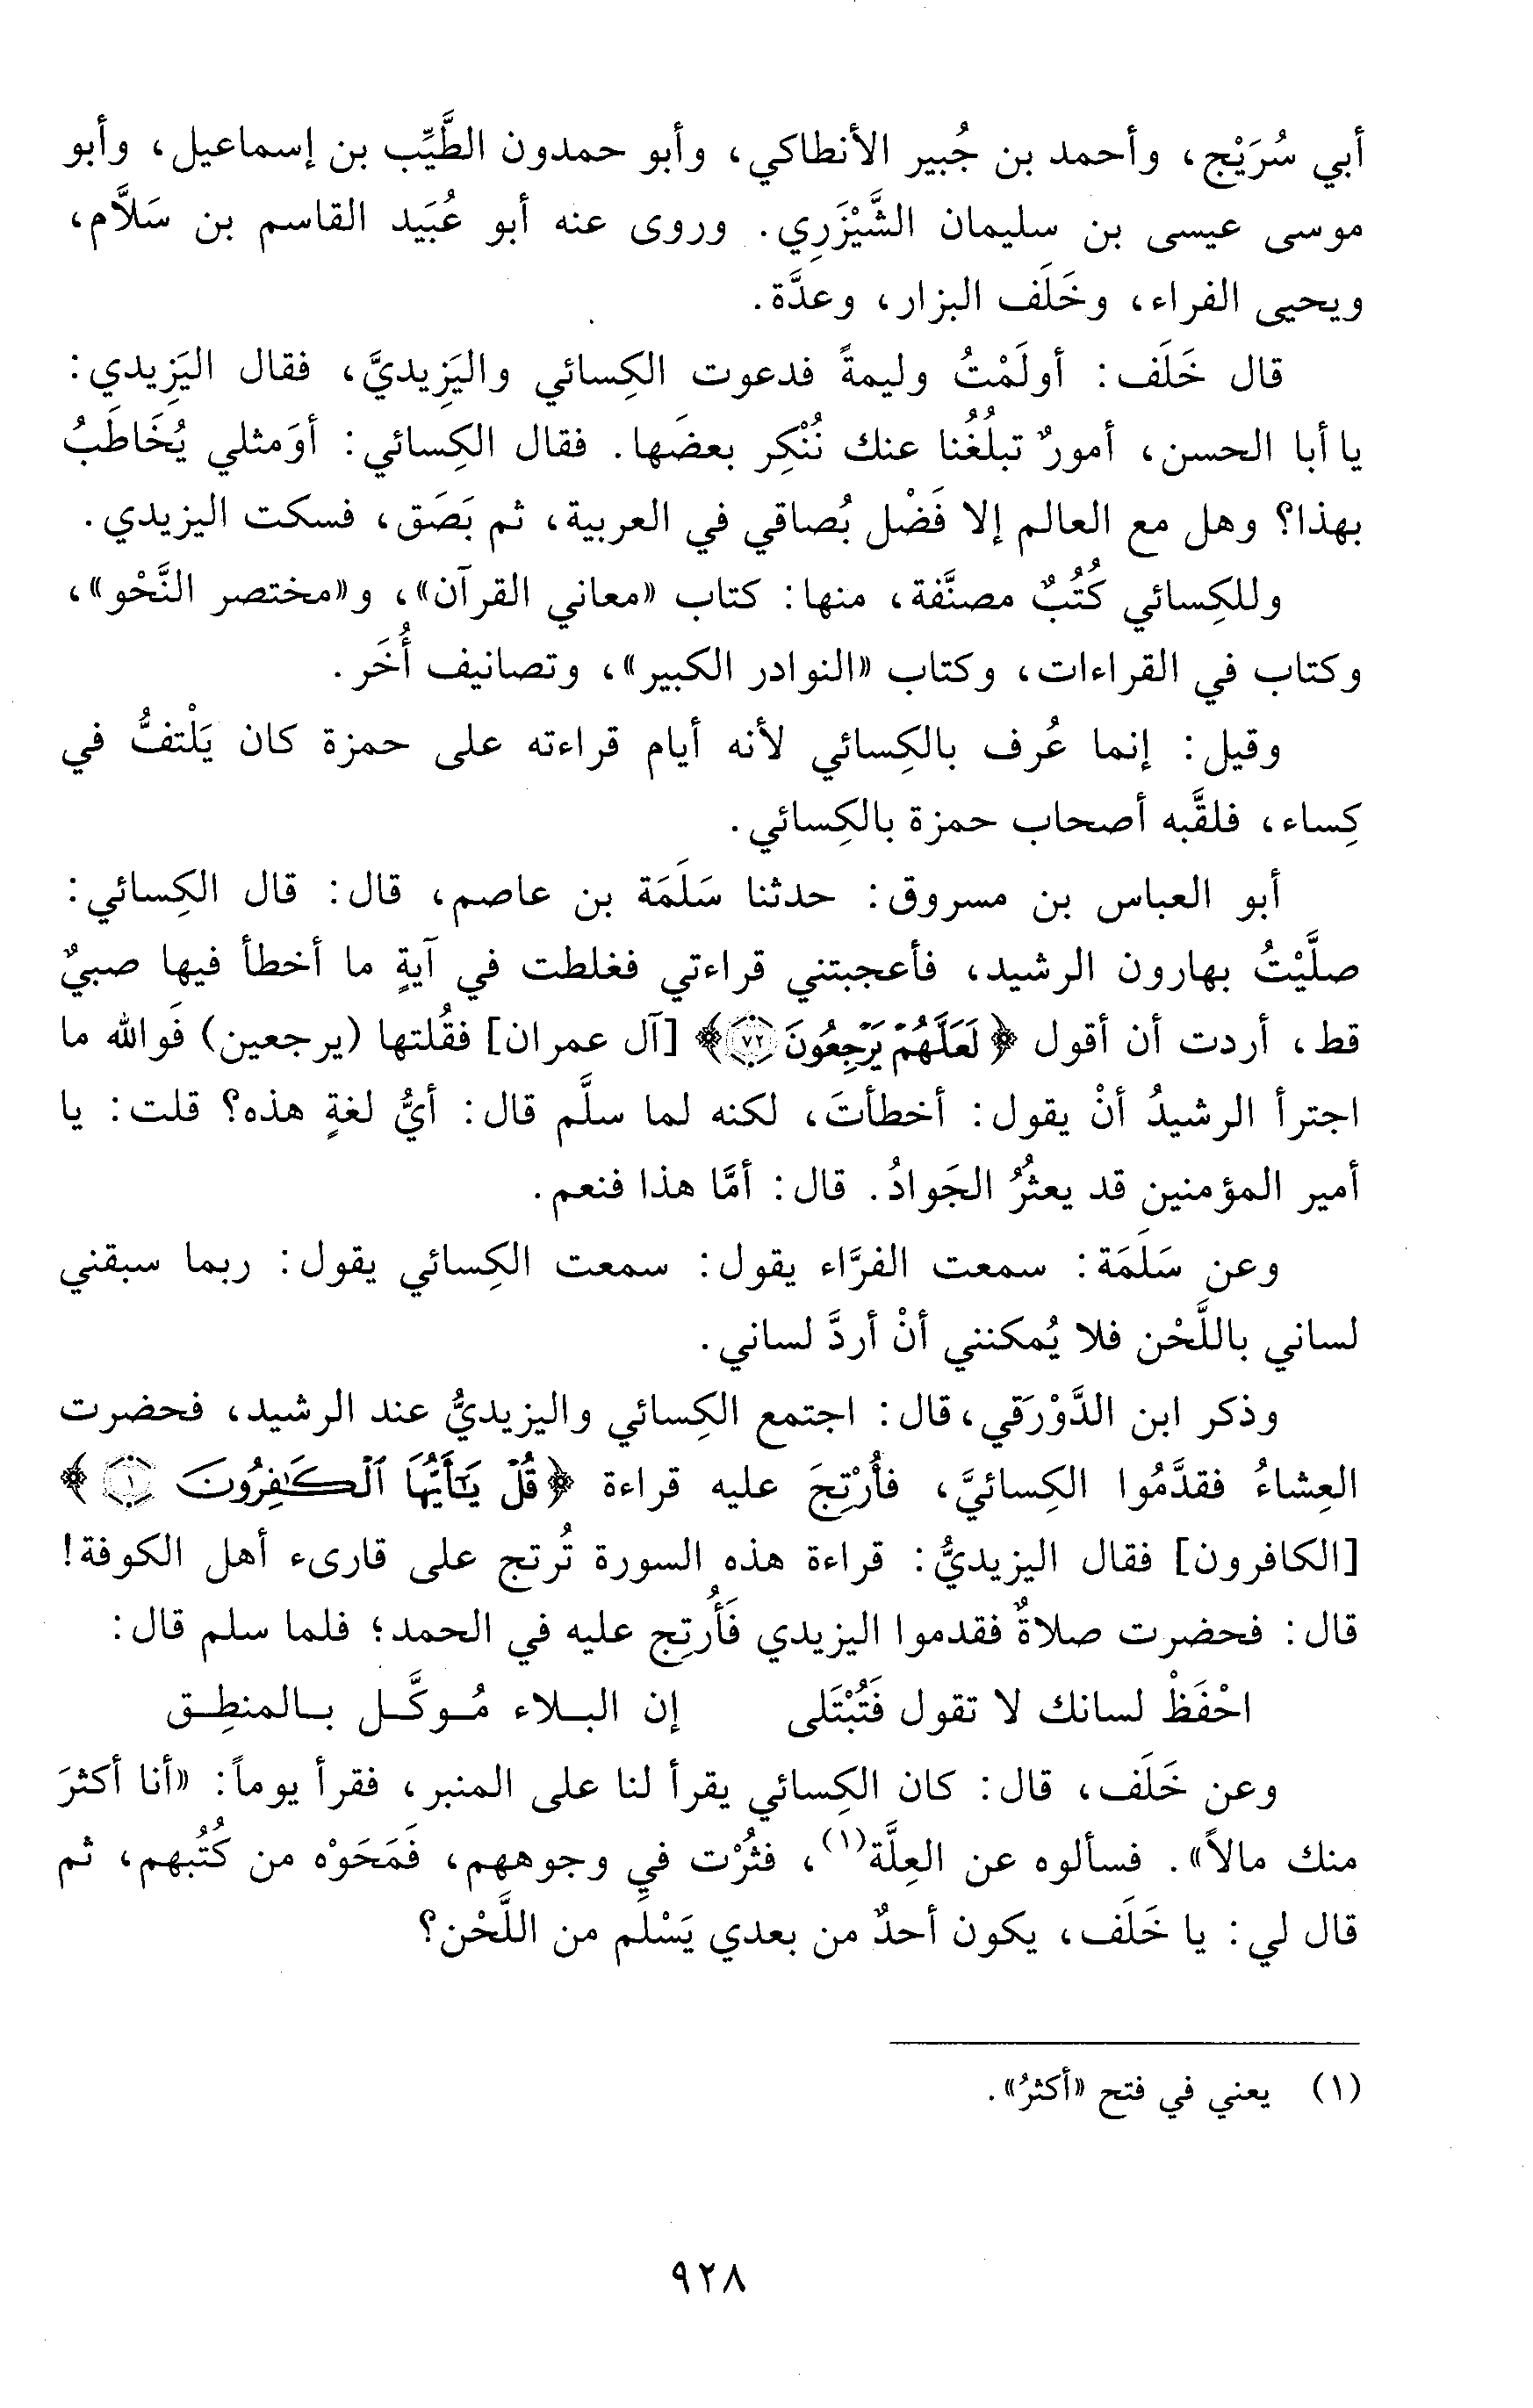 أبي سُرَيْج، وأحمد بن جُبير الأنطاكي، وأبو حمدون الطَّيِّب بن إسماعيل، وأبو
موسى عيسى بن سليمان الشَّيْزَرِي. وروى عنه أبو عُبَيد القاسم بن سَلاَّم،
ويحيى الفراء، وخَلَف البزار، وعدَّة.
قال خَلَف: أولَمْتُ وليمةً فدعوت الكِسائي واليَزِيديَّ، فقال اليَزِيدي:
يا أبا الحسن، أمورٌ تبلُغُنا عنك نُنْكِر بعضَها. فقال الكِسائي: أوَمثلي يُخَاطَبُ
بهذا؟ وهل مع العالم إلا فَضْل بُصاقي في العربية، ثم بَصَق، فسكت اليزيدي.
وللكِسائي كُتُبٌ مصنَّفة، منها: كتاب «معاني القرآن»، و«مختصر النَّحْو»،
وكتاب في القراءات، وكتاب «النوادر الكبير»، وتصانيف أُخَر.
وقيل: إنما عُرف بالكِسائي لأنه أيام قراءته على حمزة كان يَلْتفُّ في
كِساء، فلقَّبه أصحاب حمزة بالكِسائي.
أبو العباس بن مسروق: حدثنا سَلَمَة بن عاصم، قال: قال الكِسائي:
صلَّيْتُ بهارون الرشيد، فأعجبتني قراءتي فغلطت في آيةٍ ما أخطأ فيها صبيٌ
قط، أردت أن أقول ﴿لَعَلَّهُمْ يَرْجِعُونَ ٧٢﴾ [آل عمران] فقُلتها (يرجعين) فَوالله ما
اجترأ الرشيدُ أنْ يقول: أخطأتَ، لكنه لما سلَّم قال: أيُّ لغةٍ هذه؟ قلت: يا
أمير المؤمنين قد يعثُرُ الجَوادُ. قال: أمَّا هذا فنعم.
وعن سَلَمَة: سمعت الفرَّاء يقول: سمعت الكِسائي يقول: ربما سبقني
لساني باللَّحْن فلا يُمكنني أنْ أردَّ لساني.
وذكر ابن الدَّوْرَقي، قال: اجتمع الكِسائي واليزيديُّ عند الرشيد، فحضرت
العِشاءُ فقدَّمُوا الكِسائيَّ، فأُرْتِجَ عليه قراءة ﴿قُلْ يَٰٓأَيُّهَا ٱلْكَٰفِرُونَ ١﴾
[الكافرون] فقال اليزيديُّ: قراءة هذه السورة تُرتج على قارىء أهل الكوفة!
قال: فحضرت صلاةٌ فقدموا اليزيدي فَأُرتِج عليه في الحمد؛ فلما سلم قال:
احْفَظْ لسانك لا تقول فَتُبْتَلى إن البلاء مُوكَّل بالمنطِق
وعن خَلَف، قال: كان الكِسائي يقرأ لنا على المنبر، فقرأ يوماً: «أنا أكثرَ
منك مالاً». فسألوه عن العِلَّة(١)، فثُرْت في وجوههم، فَمَحَوْه من كُتُبهم، ثم
قال لي: يا خَلَف، يكون أحدٌ من بعدي يَسْلَم من اللَّحْن؟
(١) يعني في فتح «أكثرُ».
٩٢٨